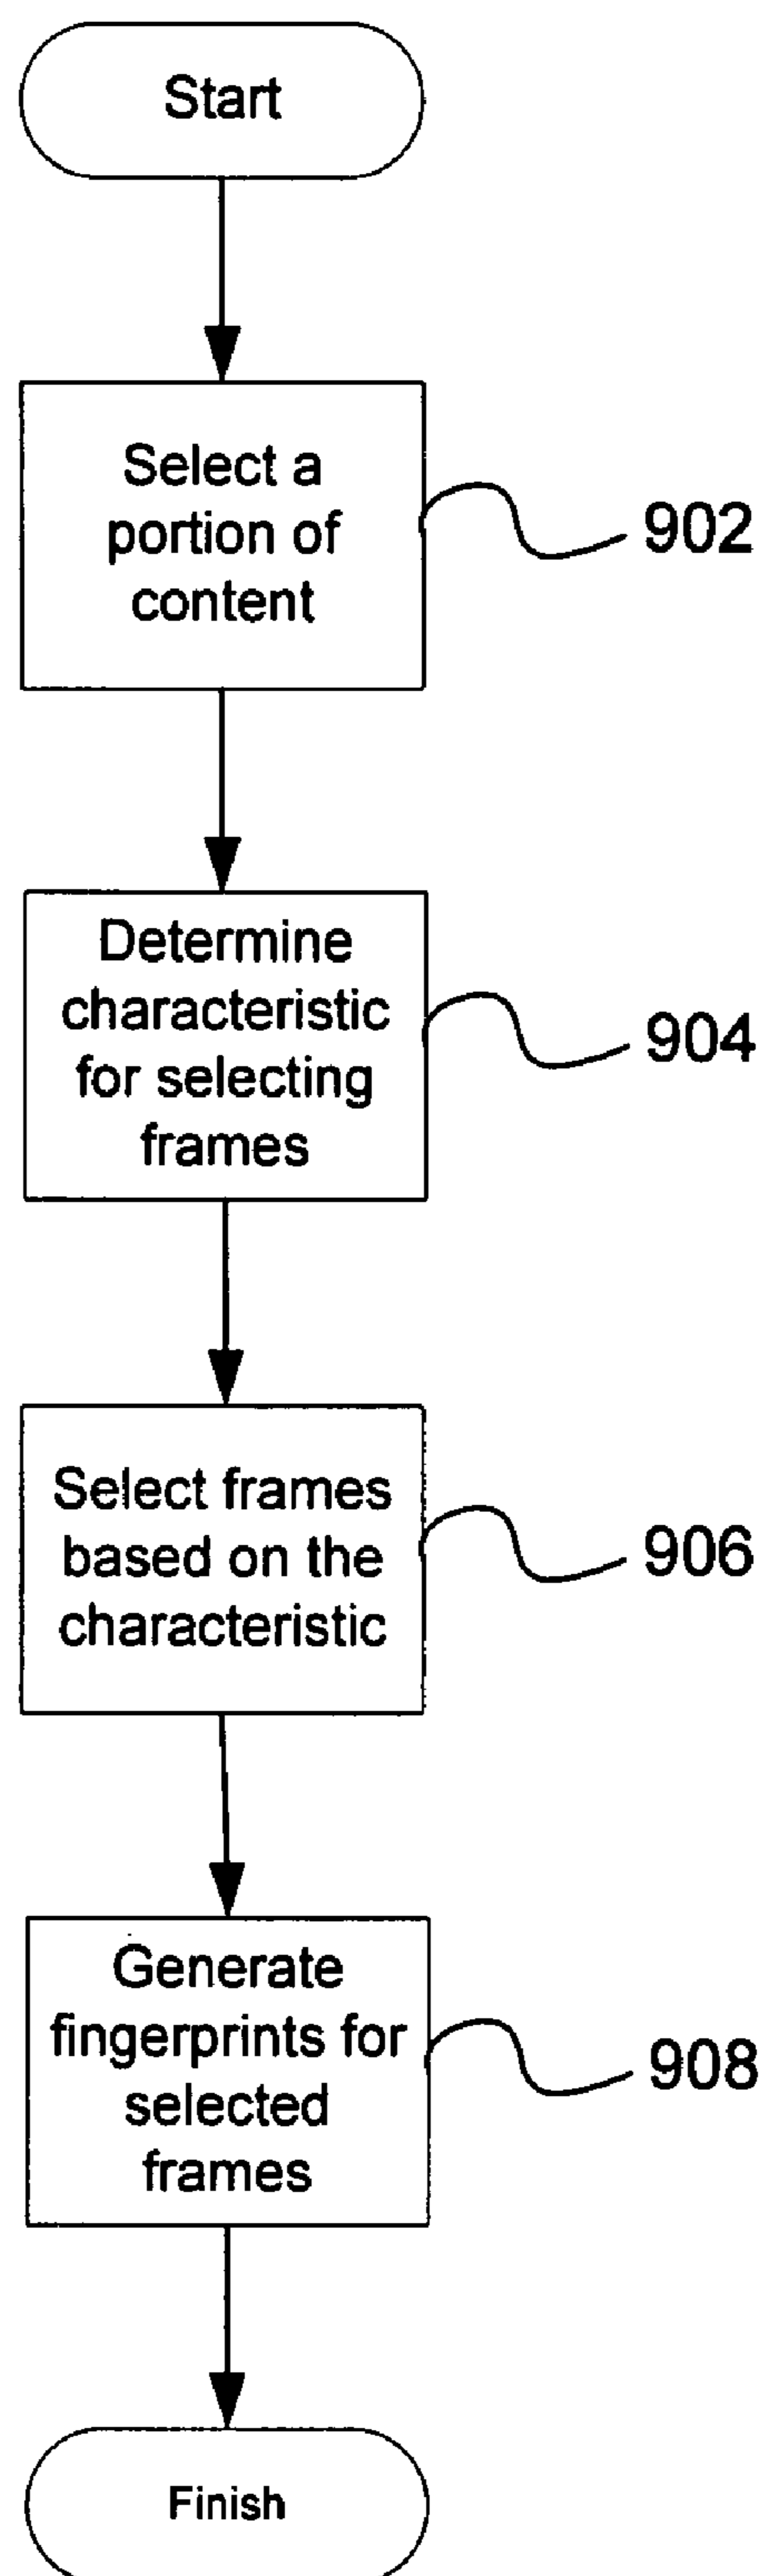 Start
Select a
portion of
content
902
Determine
characteristic
for selecting
frames
904
Select frames
based on the
characteristic
906
Generate
fingerprints for
selected
frames
908
Finish